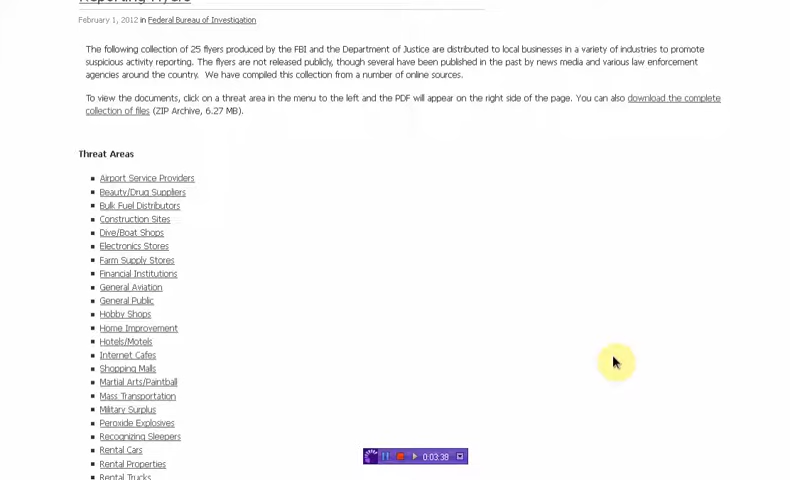 Reporting Flyers
February 1, 2012 in Federal Bureau of Investigation
The following collection of 25 flyers produced by the FBI and the Department of Justice are distributed to local businesses in a variety of industries to promote
suspicious activity reporting. The flyers are not released publicly, though several have been published in the past by news media and various law enforcement
agencies around the country. We have compiled this collection from a number of online sources.
To view the documents, click on a threat area in the menu to the left and the PDF will appear on the right side of the page. You can also download the complete
collection of files (ZIP Archive, 6.27 MB).
Threat Areas
Airport Service Providers
Beauty/Drug Suppliers
Bulk Fuel Distributors
Construction Sites
Dive/Boat Shops
Electronics Stores
Farm Supply Stores
Financial Institutions
General Aviation
General Public
Hobby Shops
Home Improvement
Hotels/Motels
Internet Cafes
Shopping Malls
Martial Arts/Paintball
Mass Transportation
Military Surplus
Peroxide Explosives
Recognizing Sleepers
Rental Cars
Rental Properties
Rental Trucks
0:03:38